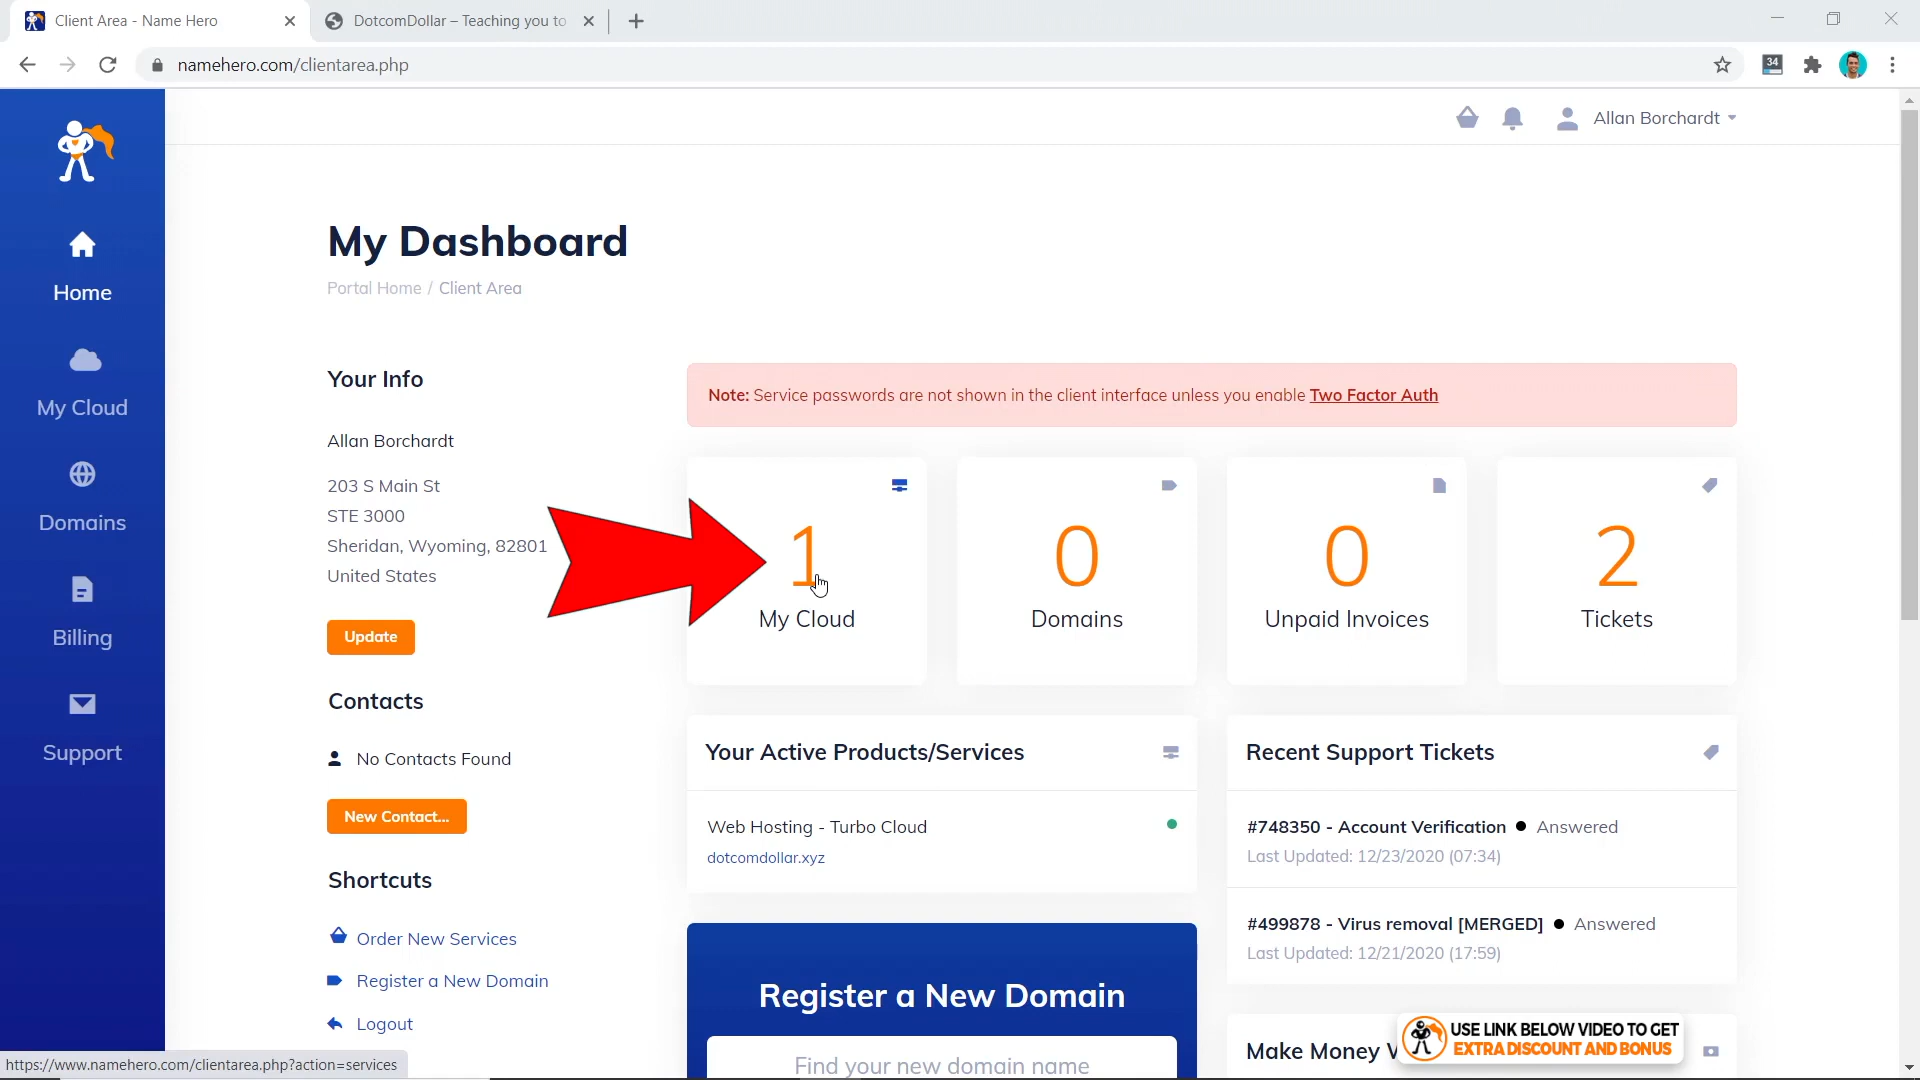 Client Area - Name Hero
DotcomDollar – Teaching you to
namehero.com/clientarea.php
34
Allan Borchardt
My Dashboard
Portal Home / Client Area
Home
My Cloud
Domains
Billing
Support
Your Info
Allan Borchardt
203 S Main St
STE 3000
Sheridan, Wyoming, 82801
United States
Update
Contacts
No Contacts Found
New Contact...
Shortcuts
Order New Services
Register a New Domain
Logout
Note: Service passwords are not shown in the client interface unless you enable Two Factor Auth
1
My Cloud
0
Domains
0
Unpaid Invoices
2
Tickets
Your Active Products/Services
Web Hosting - Turbo Cloud
dotcomdollar.xyz
Register a New Domain
Find your new domain name
Recent Support Tickets
#748350 - Account Verification ● Answered
Last Updated: 12/23/2020 (07:34)
#499878 - Virus removal [MERGED] ● Answered
Last Updated: 12/21/2020 (17:59)
Make Money
USE LINK BELOW VIDEO TO GET
EXTRA DISCOUNT AND BONUS
https://www.namehero.com/clientarea.php?action=services